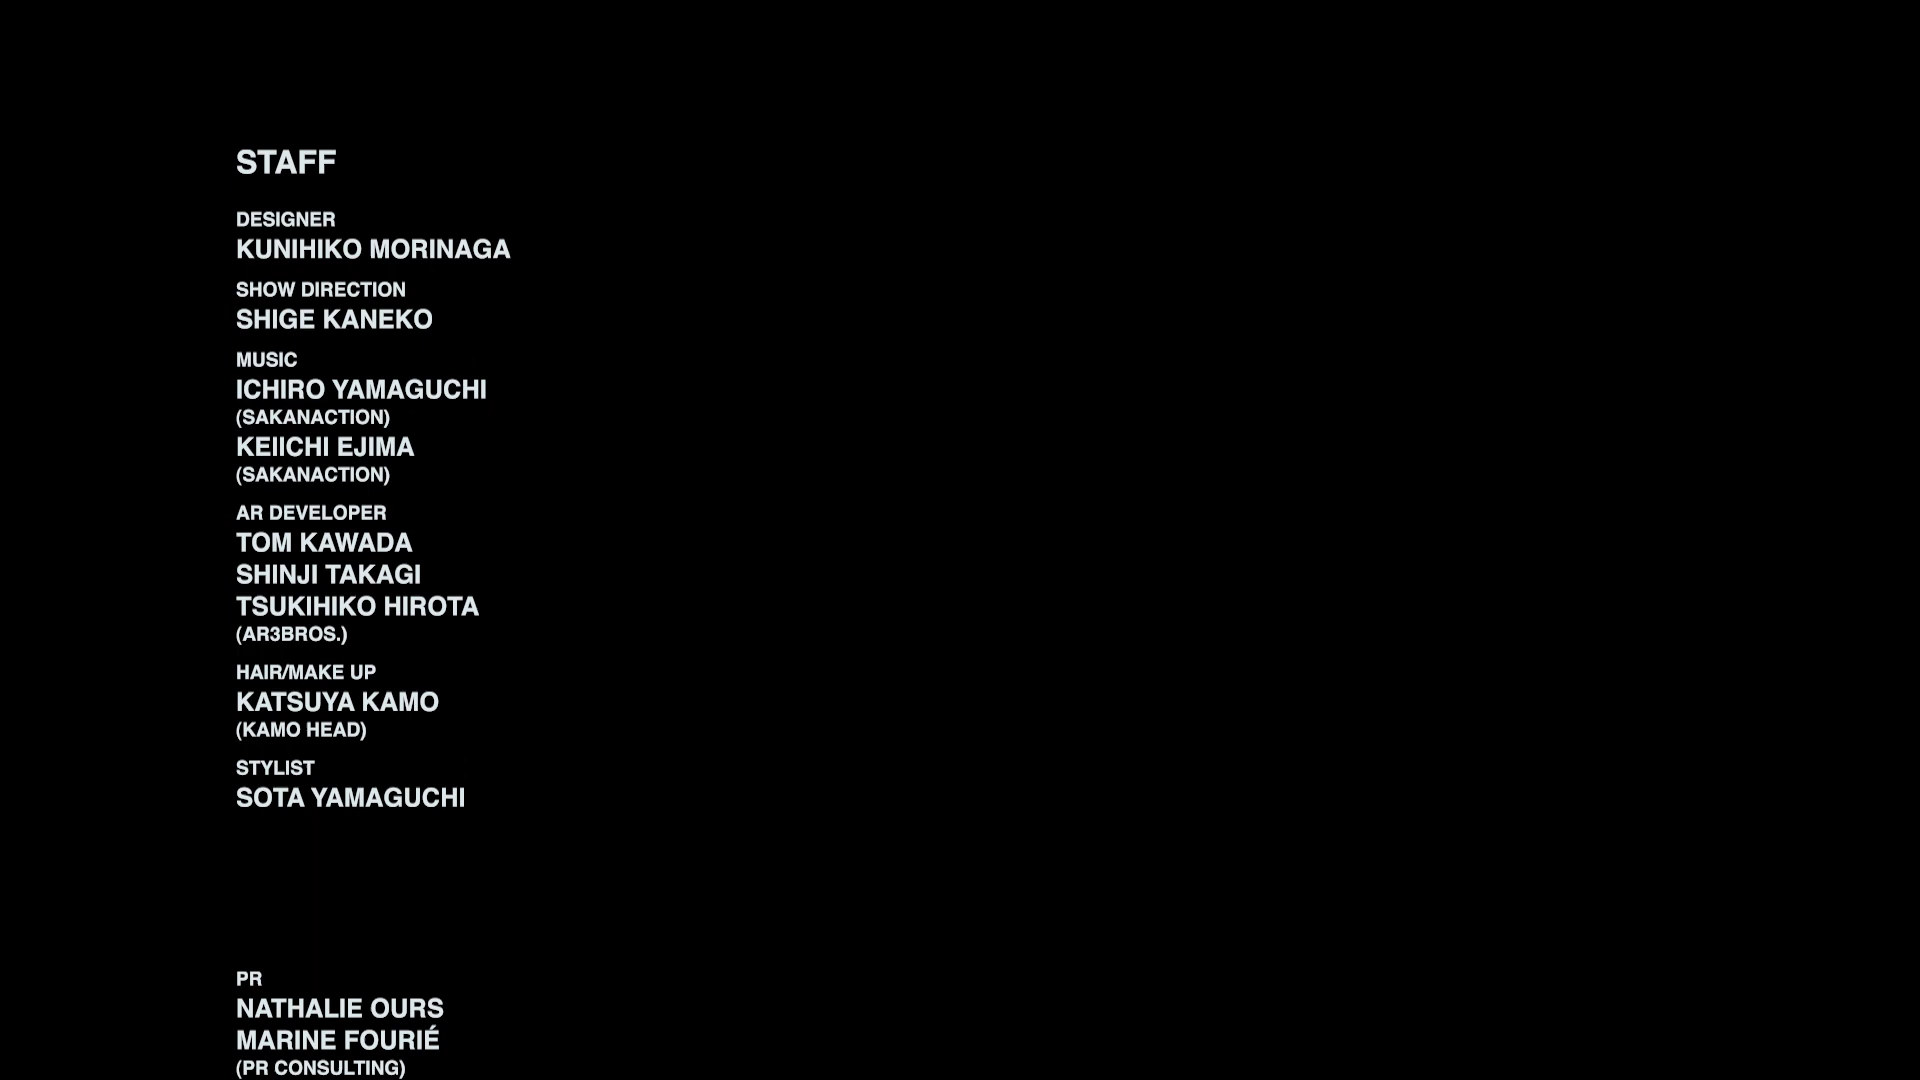 STAFF
DESIGNER
KUNIHIKO MORINAGA
SHOW DIRECTION
SHIGE KANEKO
MUSIC
ICHIRO YAMAGUCHI
(SAKANACTION)
KEIICHI EJIMA
(SAKANACTION)
AR DEVELOPER
TOM KAWADA
SHINJI TAKAGI
TSUKIHIKO HIROTA
(AR3BROS.)
HAIR/MAKE UP
KATSUYA KAMO
(KAMO HEAD)
STYLIST
SOTA YAMAGUCHI
PR
NATHALIE OURS
MARINE FOURIÉ
(PR CONSULTING)